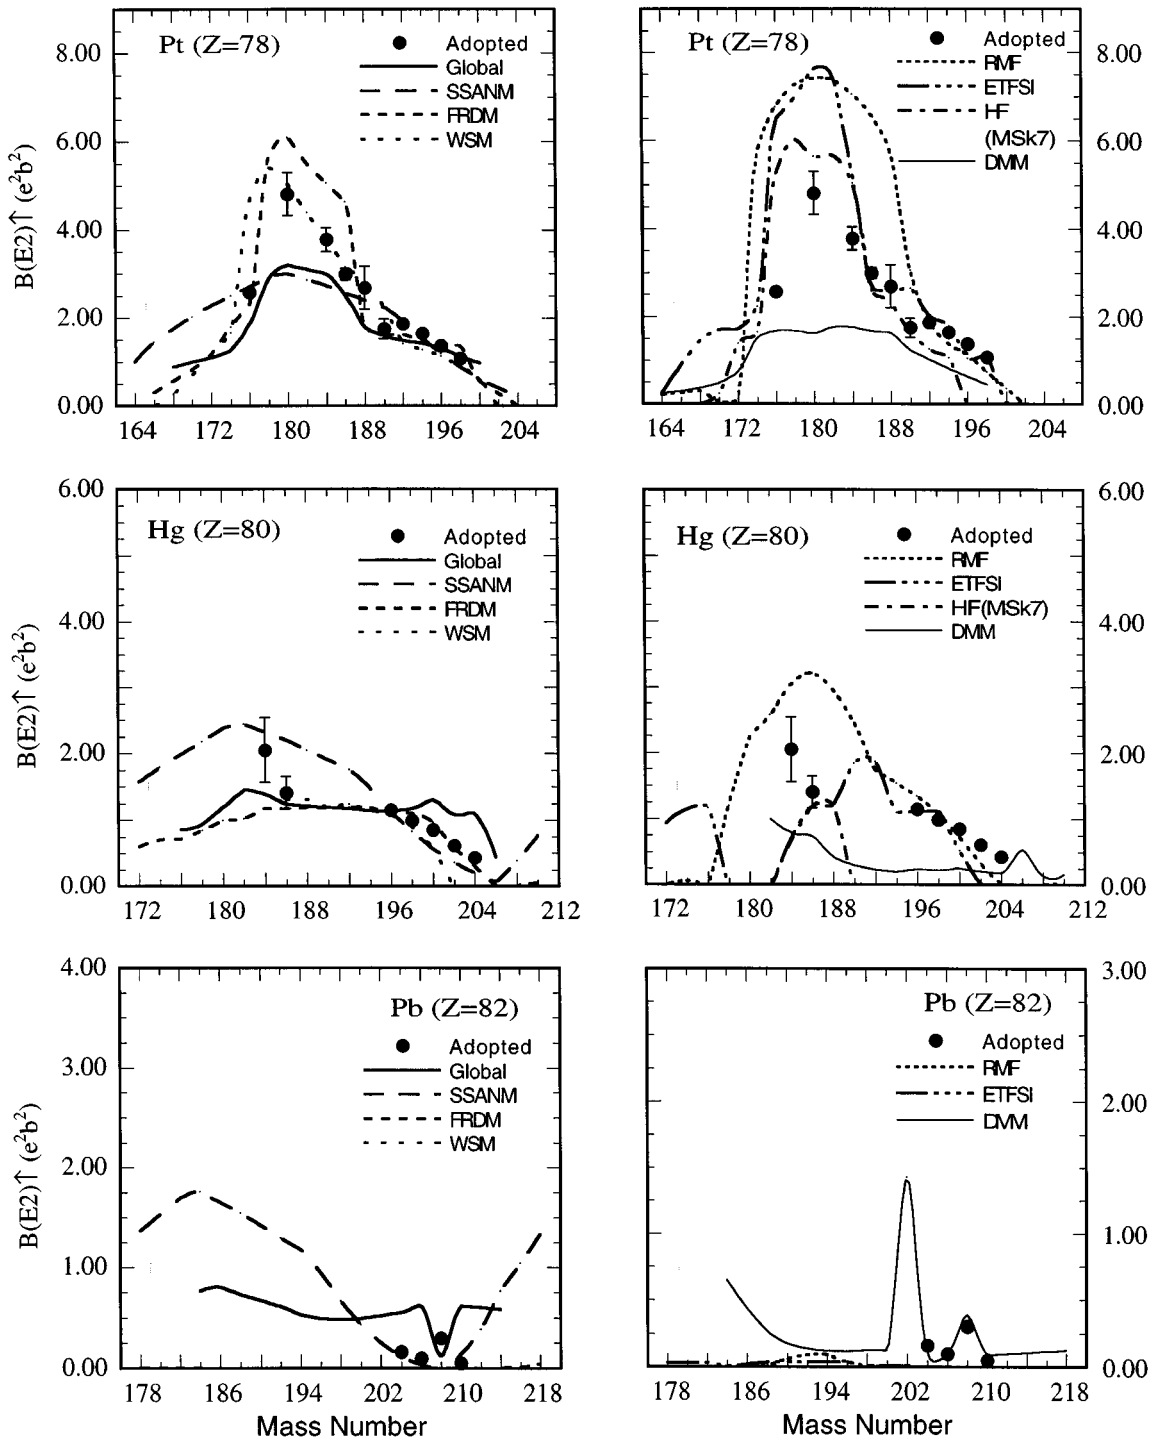 Pt (Z=78)
Adopted
Global
SSANM
FRDM
WSM
8.00
6.00
4.00
2.00
0.00
B(E2)↑ (e²b²)
164 172 180 188 196 204
Pt (Z=78)
Adopted
RMF
ETFSI
HF
(MSk7)
DMM
8.00
6.00
4.00
2.00
0.00
164 172 180 188 196 204
Hg (Z=80)
Adopted
Global
SSANM
FRDM
WSM
6.00
4.00
2.00
0.00
B(E2)↑ (e²b²)
172 180 188 196 204 212
Hg (Z=80)
Adopted
RMF
ETFSI
HF(MSk7)
DMM
6.00
4.00
2.00
0.00
172 180 188 196 204 212
Pb (Z=82)
Adopted
Global
SSANM
FRDM
WSM
4.00
3.00
2.00
1.00
0.00
B(E2)↑ (e²b²)
178 186 194 202 210 218
Mass Number
Pb (Z=82)
Adopted
RMF
ETFSI
DMM
3.00
2.00
1.00
0.00
178 186 194 202 210 218
Mass Number